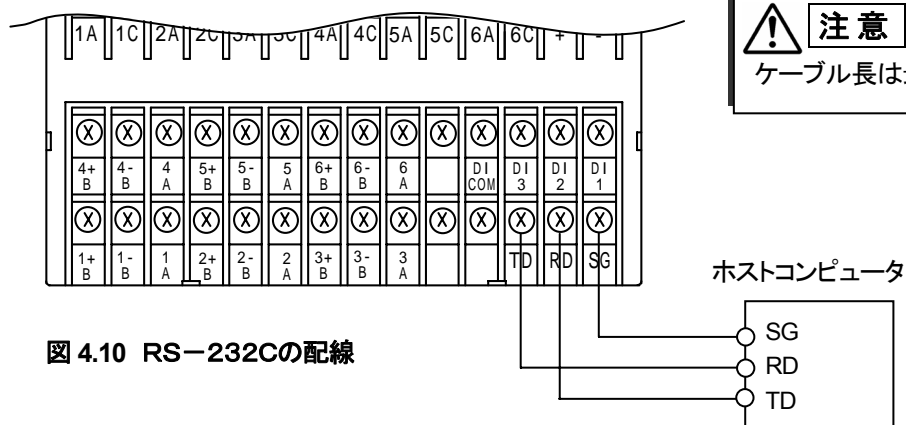 1A 1C 2A 2C 3A 3C 4A 4C 5A 5C 6A 6C + -
注意
ケーブル長は
4+ B 4- B 4 A 5+ B 5- B 5 A 6+ B 6- B 6 A DI COM DI 3 DI 2 DI 1
1+ B 1- B 1 A 2+ B 2- B 2 A 3+ B 3- B 3 A TD RD SG
ホストコンピュータ
SG
RD
TD
図 4.10 RS－232Cの配線